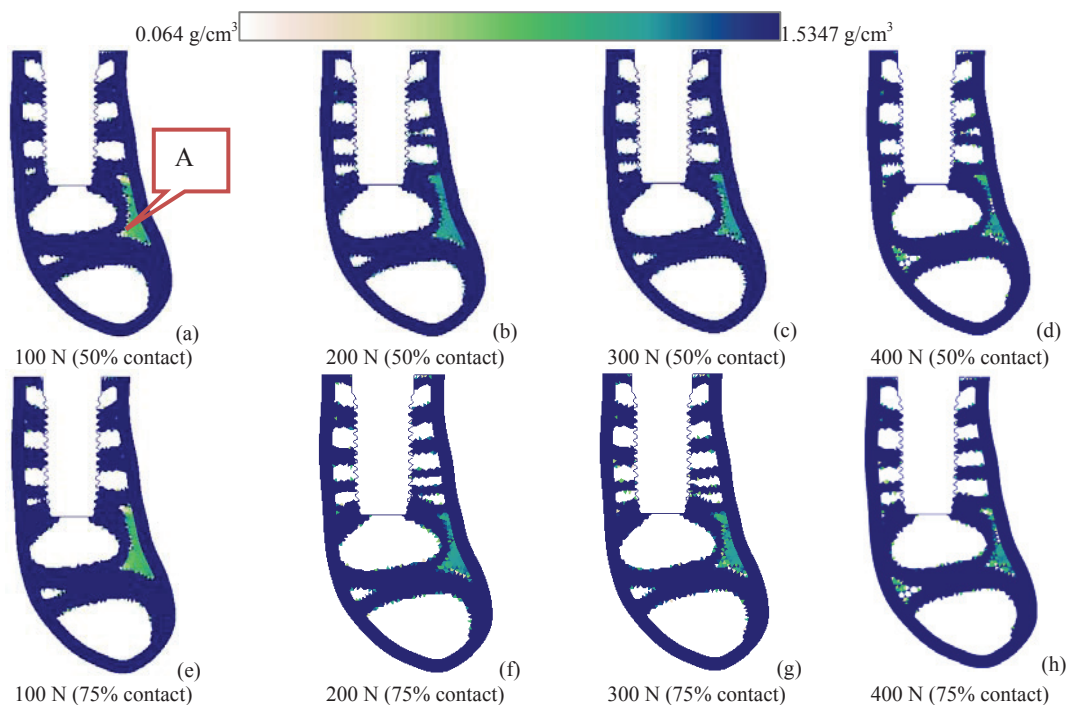 0.064 g/cm³ 1.5347 g/cm³
A
(a) (b) (c) (d)
100 N (50% contact) 200 N (50% contact) 300 N (50% contact) 400 N (50% contact)
(e) (f) (g) (h)
100 N (75% contact) 200 N (75% contact) 300 N (75% contact) 400 N (75% contact)